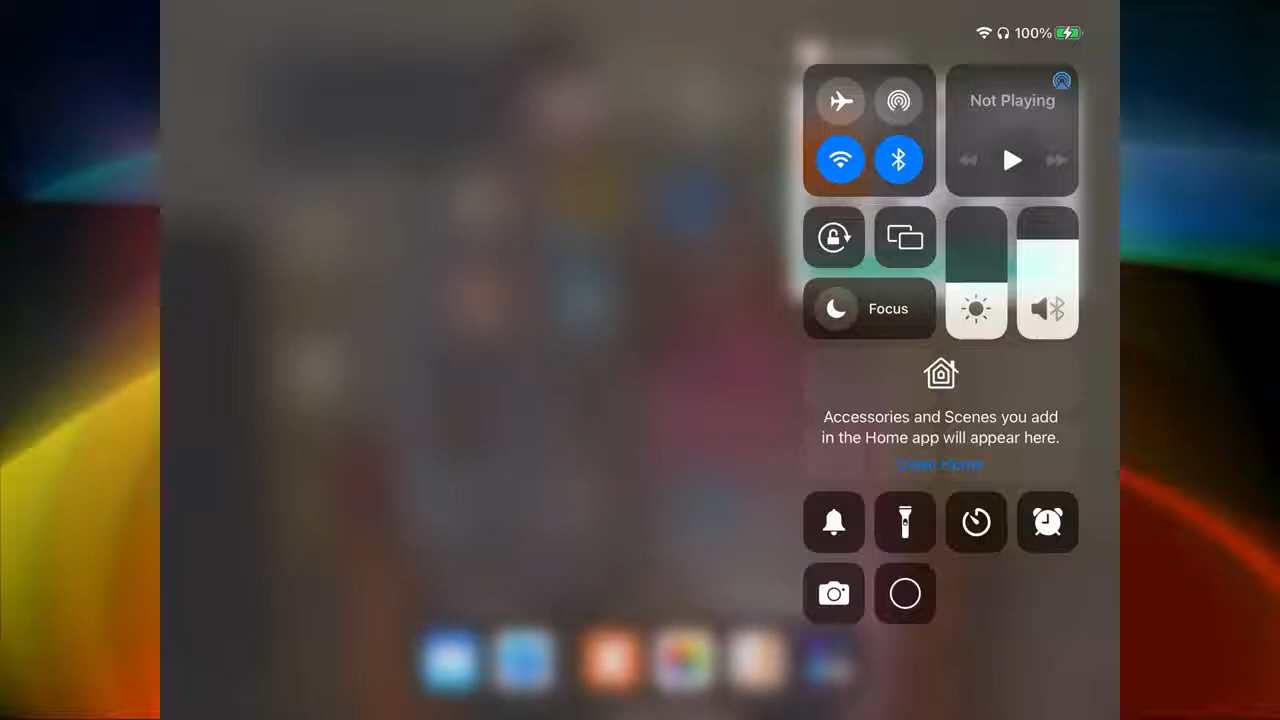 100%
Not Playing
Focus
Accessories and Scenes you add
in the Home app will appear here.
Open Home